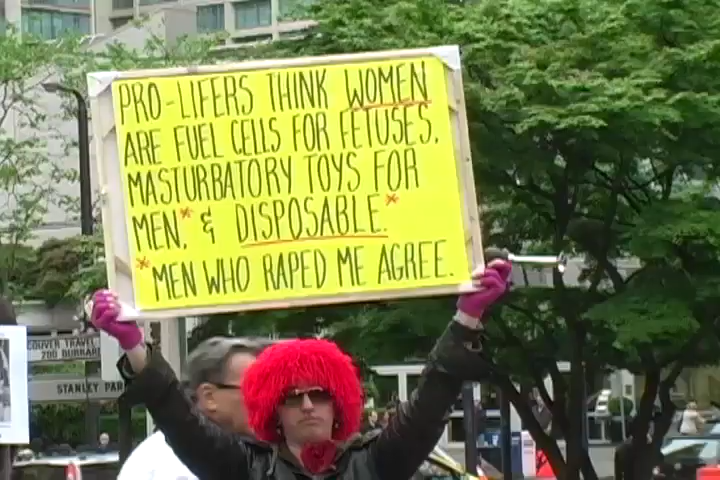 PRO-LIFERS THINK WOMEN
ARE FUEL CELLS FOR FETUSES,
MASTURBATORY TOYS FOR
MEN,* & DISPOSABLE.*
*MEN WHO RAPED ME AGREE.
COUVER TRAVEL
200 BURRARD
STANLEY PAR